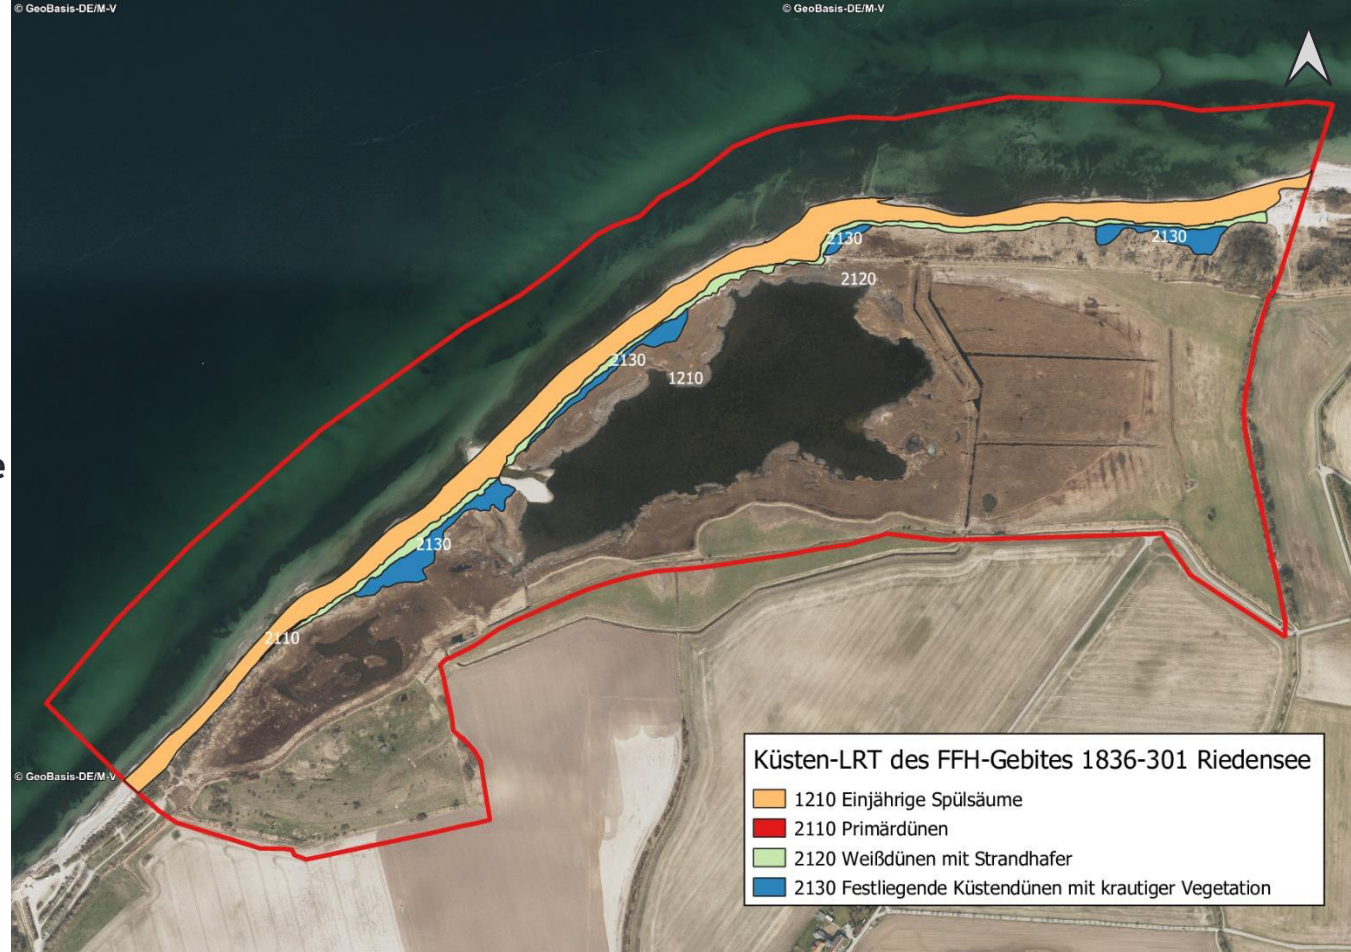 © GeoBasis-DE/M-V
© GeoBasis-DE/M-V
2130
2130
2120
2130
1210
e
2130
2110
© GeoBasis-DE/M-V
Küsten-LRT des FFH-Gebites 1836-301 Riedensee
1210 Einjährige Spülsäume
2110 Primärdünen
2120 Weißdünen mit Strandhafer
2130 Festliegende Küstendünen mit krautiger Vegetation